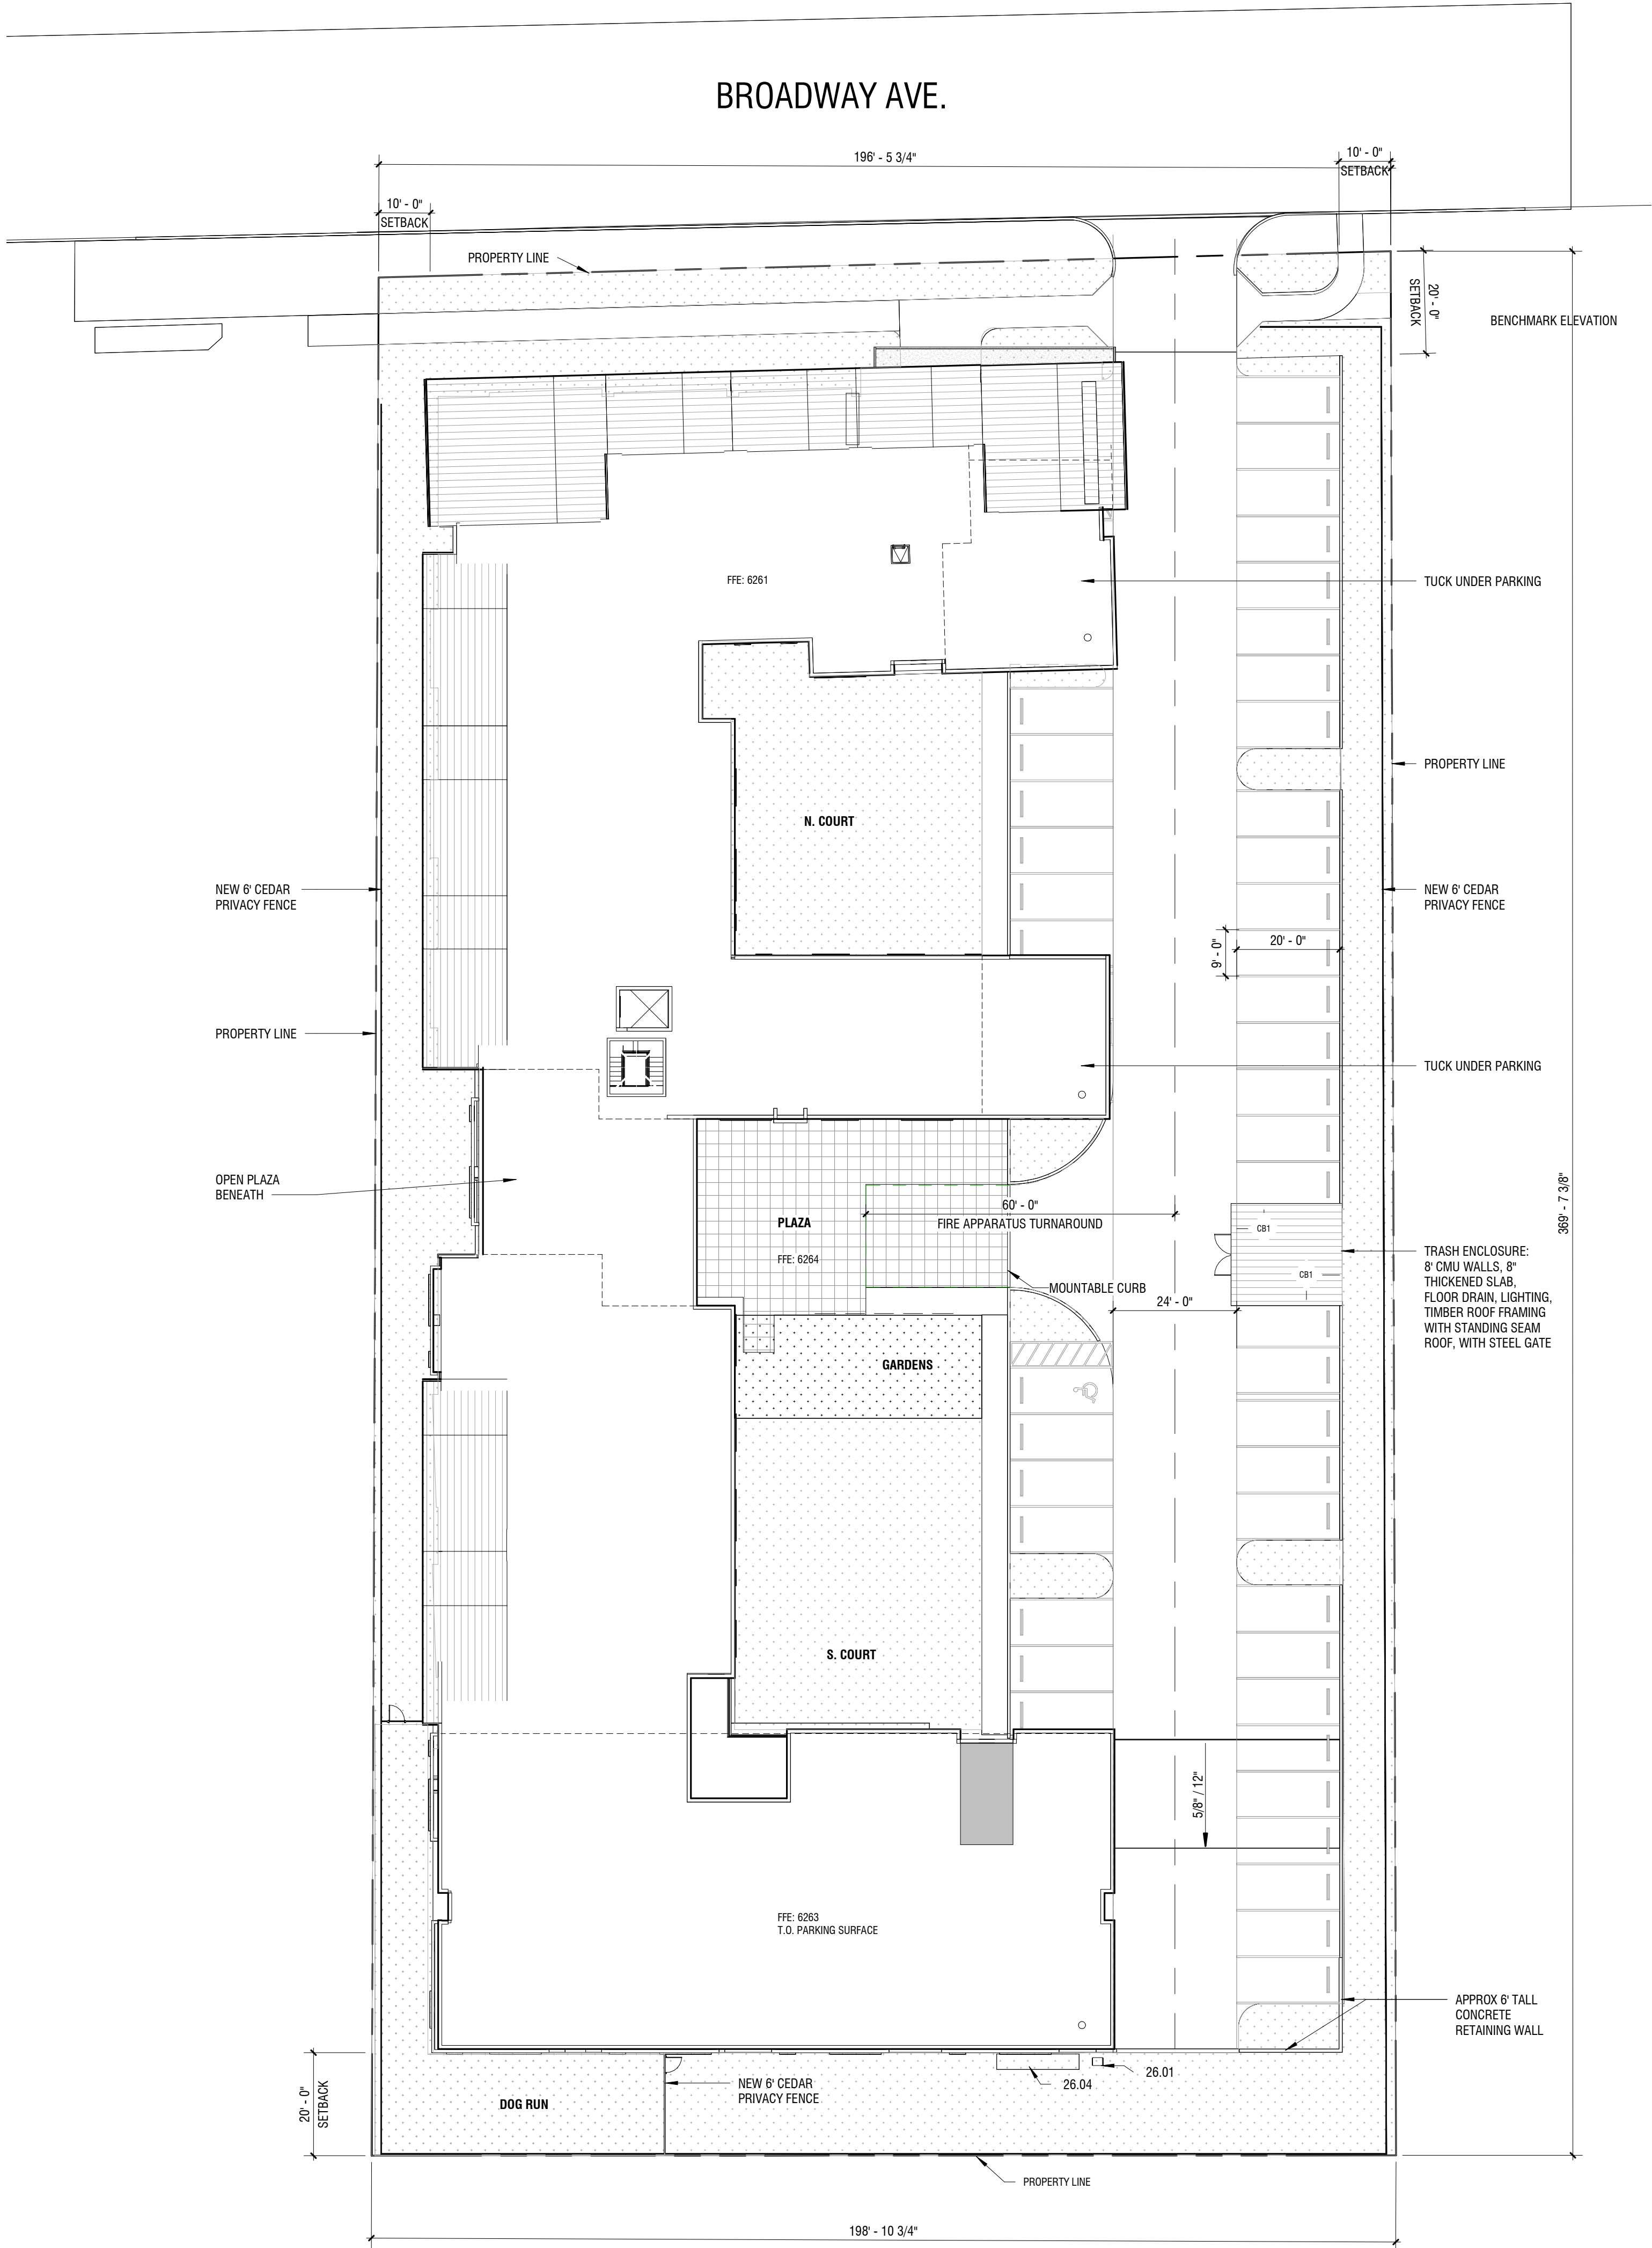 BROADWAY AVE.
196' - 5 3/4"
10' - 0"
SETBACK
10' - 0"
SETBACK
PROPERTY LINE
20' - 0"
SETBACK
BENCHMARK ELEVATION
FFE: 6261
TUCK UNDER PARKING
PROPERTY LINE
N. COURT
NEW 6' CEDAR
PRIVACY FENCE
NEW 6' CEDAR
PRIVACY FENCE
9' - 0"
20' - 0"
PROPERTY LINE
TUCK UNDER PARKING
OPEN PLAZA
BENEATH
369' - 7 3/8"
60' - 0"
FIRE APPARATUS TURNAROUND
PLAZA
FFE: 6264
CB1
CB1
MOUNTABLE CURB
24' - 0"
TRASH ENCLOSURE:
8' CMU WALLS, 8"
THICKENED SLAB,
FLOOR DRAIN, LIGHTING,
TIMBER ROOF FRAMING
WITH STANDING SEAM
ROOF, WITH STEEL GATE
GARDENS
S. COURT
5/8" / 12"
FFE: 6263
T.O. PARKING SURFACE
APPROX 6' TALL
CONCRETE
RETAINING WALL
26.01
26.04
NEW 6' CEDAR
PRIVACY FENCE
DOG RUN
20' - 0"
SETBACK
PROPERTY LINE
198' - 10 3/4"